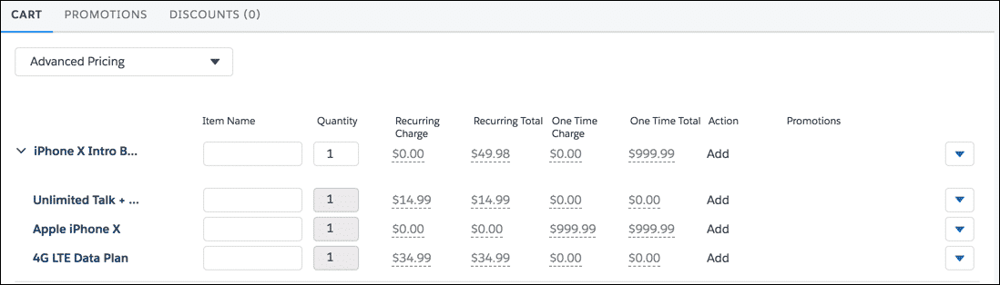 CART PROMOTIONS DISCOUNTS (0)
Advanced Pricing
Item Name Quantity Recurring Charge Recurring Total One Time Charge One Time Total Action Promotions
iPhone X Intro B... 1 $0.00 $49.98 $0.00 $999.99 Add
Unlimited Talk + ... 1 $14.99 $14.99 $0.00 $0.00 Add
Apple iPhone X 1 $0.00 $0.00 $999.99 $999.99 Add
4G LTE Data Plan 1 $34.99 $34.99 $0.00 $0.00 Add